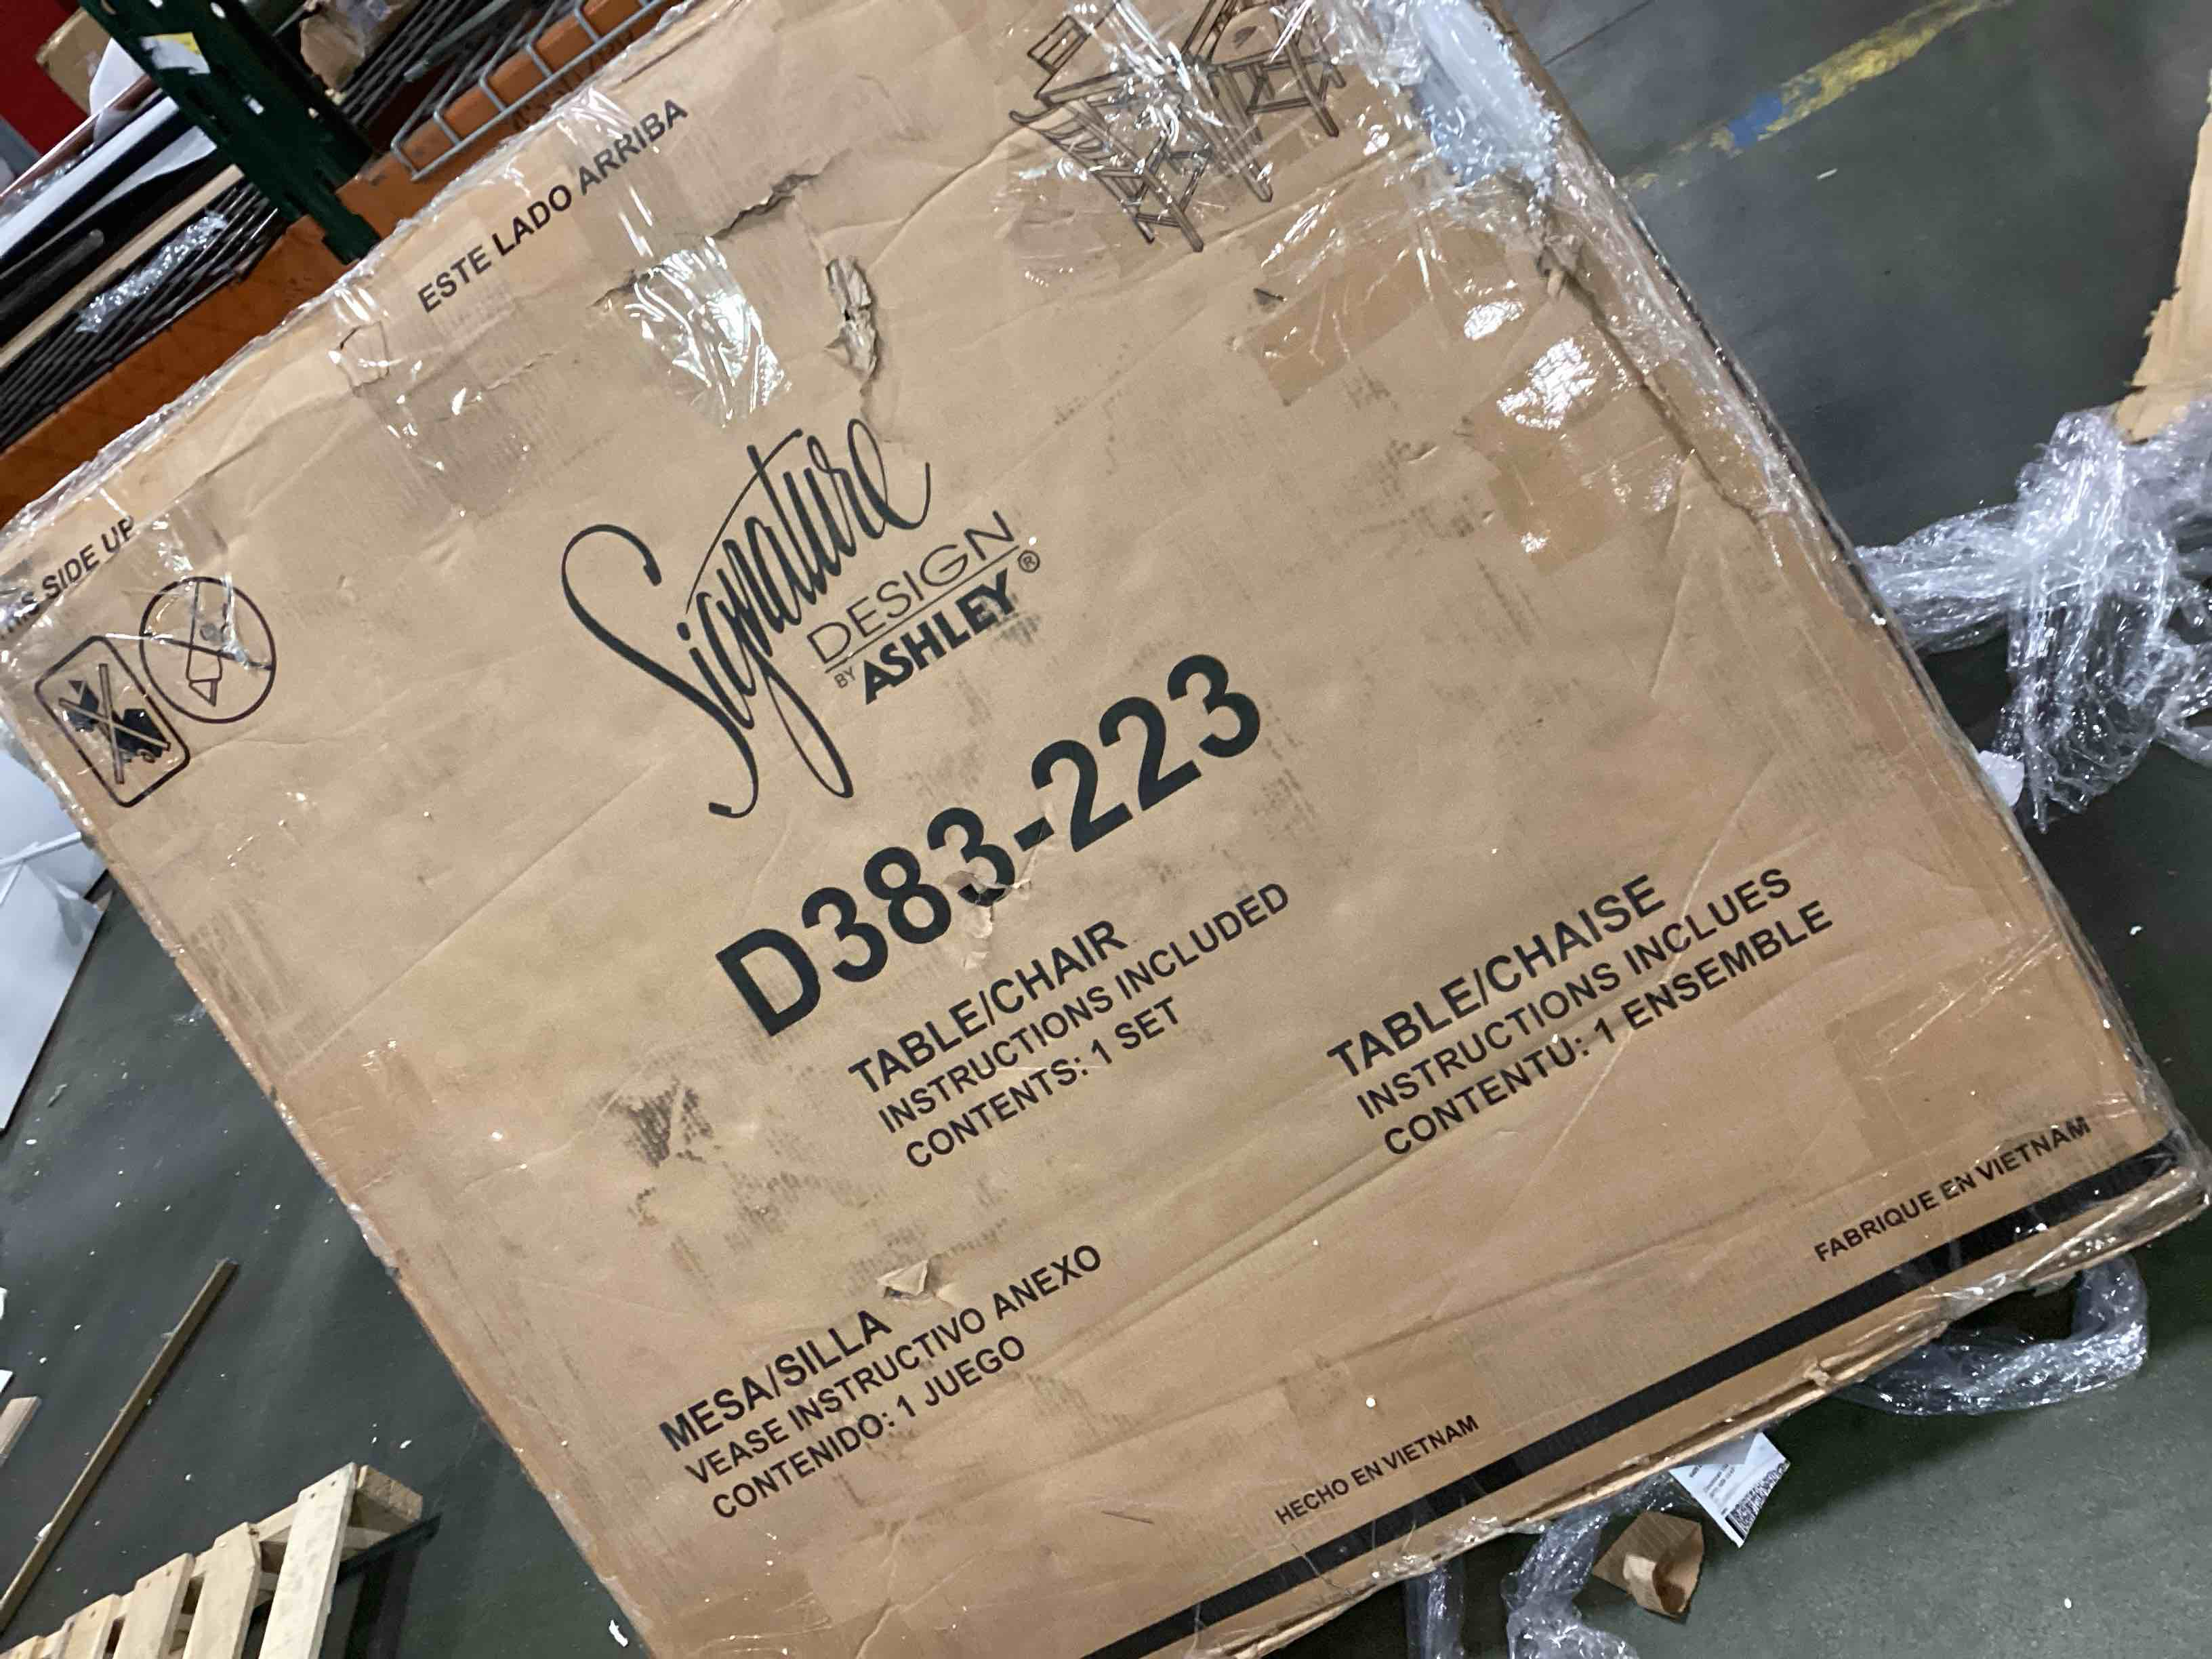 ESTE LADO ARRIBA
THIS SIDE UP
Signature
DESIGN
BY ASHLEY®
D383-223
TABLE/CHAIR
INSTRUCTIONS INCLUDED
CONTENTS: 1 SET
TABLE/CHAISE
INSTRUCTIONS INCLUES
CONTENTU: 1 ENSEMBLE
MESA/SILLA
VEASE INSTRUCTIVO ANEXO
CONTENIDO: 1 JUEGO
HECHO EN VIETNAM
FABRIQUE EN VIETNAM